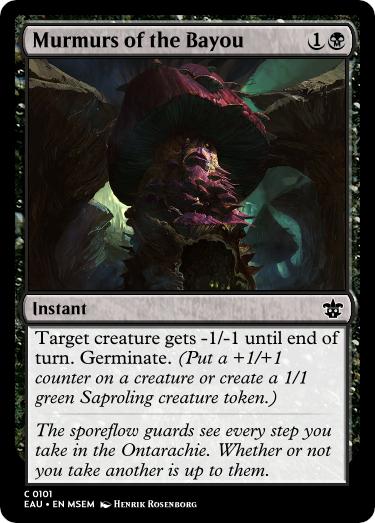 Murmurs of the Bayou 1
Instant
Target creature gets -1/-1 until end of
turn. Germinate. (Put a +1/+1
counter on a creature or create a 1/1
green Saproling creature token.)
The sporeflow guards see every step you
take in the Ontarachie. Whether or not
you take another is up to them.
C 0101
EAU • EN MSEM Henrik Rosenborg